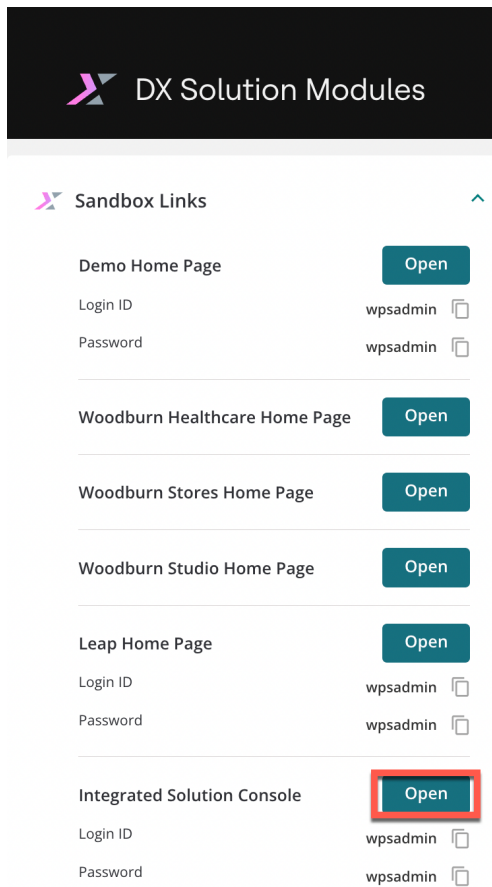 DX Solution Modules
Sandbox Links
Demo Home Page Open
Login ID wpsadmin
Password wpsadmin
Woodburn Healthcare Home Page Open
Woodburn Stores Home Page Open
Woodburn Studio Home Page Open
Leap Home Page Open
Login ID wpsadmin
Password wpsadmin
Integrated Solution Console Open
Login ID wpsadmin
Password wpsadmin